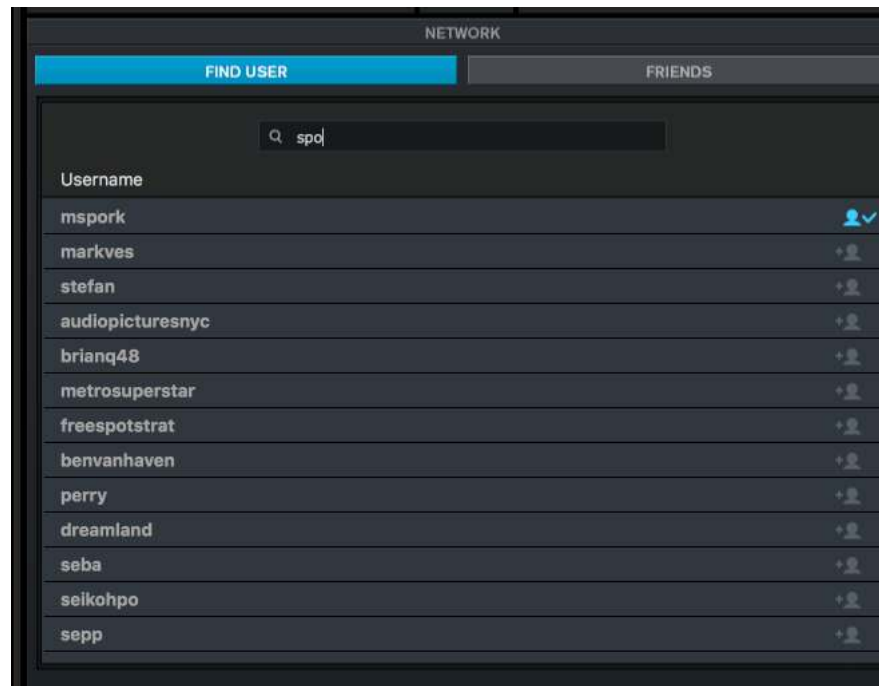 NETWORK
FIND USER FRIENDS
spo
Username
mspork
markves
stefan
audiopicturesnyc
brianq48
metrosuperstar
freespotstrat
benvanhaven
perry
dreamland
seba
seikohpo
sepp